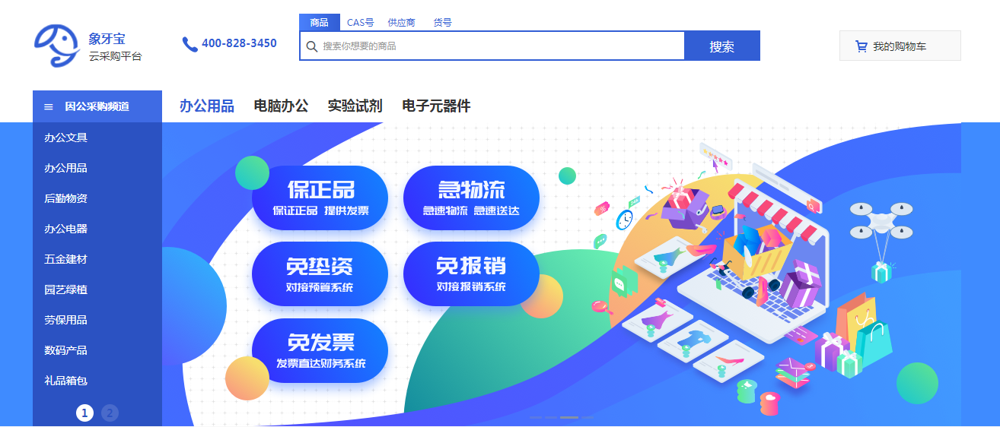 象牙宝
云采购平台
400-828-3450
商品 CAS号 供应商 货号
搜索你想要的商品
搜索
我的购物车
因公采购频道
办公用品 电脑办公 实验试剂 电子元器件
办公文具
办公用品
后勤物资
办公电器
五金建材
园艺绿植
劳保用品
数码产品
礼品箱包
1 2
保正品
保证正品 提供发票
急物流
急速物流 急速送达
免垫资
对接预算系统
免报销
对接报销系统
免发票
发票直达财务系统